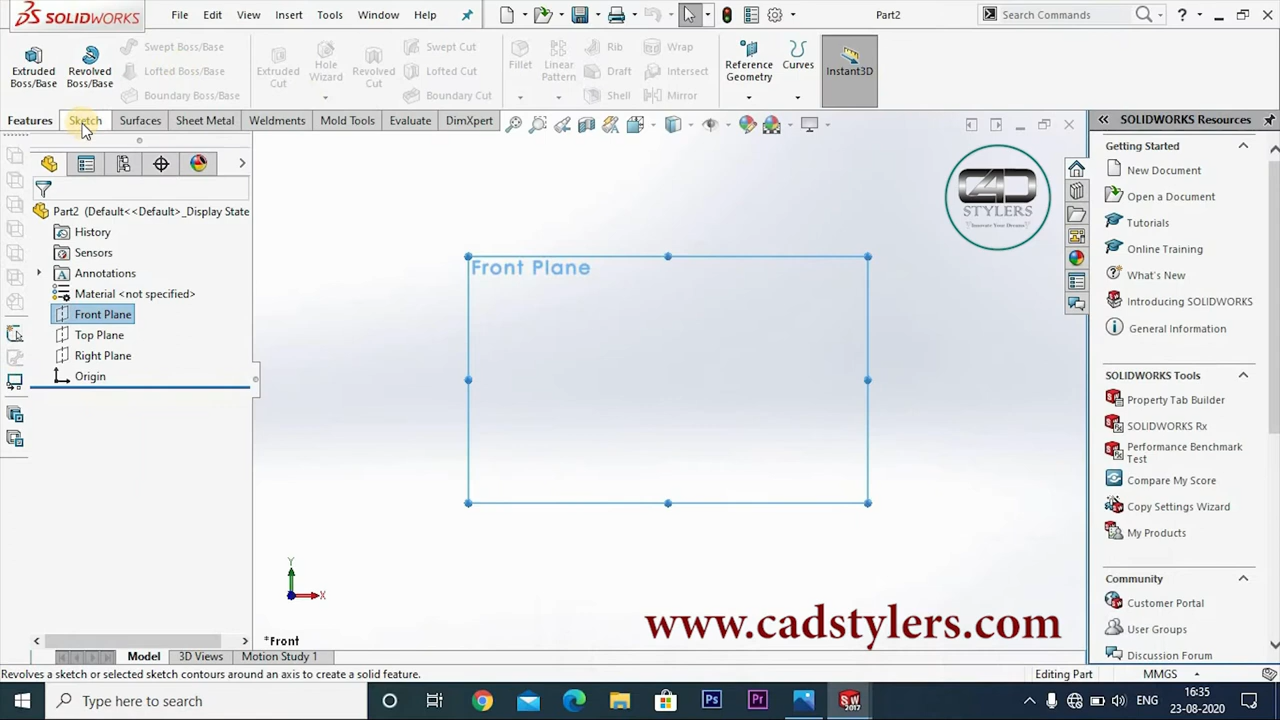 SOLIDWORKS File Edit View Insert Tools Window Help Part2 Search Commands ?
Extruded Boss/Base
Revolved Boss/Base
Swept Boss/Base
Lofted Boss/Base
Boundary Boss/Base
Extruded Cut
Hole Wizard
Revolved Cut
Swept Cut
Lofted Cut
Boundary Cut
Fillet
Linear Pattern
Rib
Draft
Shell
Wrap
Intersect
Mirror
Reference Geometry
Curves
Instant3D
Features Sketch Surfaces Sheet Metal Weldments Mold Tools Evaluate DimXpert
Part2 (Default<<Default>_Display State
History
Sensors
Annotations
Material <not specified>
Front Plane
Top Plane
Right Plane
Origin
Front Plane
CAD
STYLERS
Innovate Your Dreams
Y
X
*Front
www.cadstylers.com
SOLIDWORKS Resources
Getting Started
New Document
Open a Document
Tutorials
Online Training
What's New
Introducing SOLIDWORKS
General Information
SOLIDWORKS Tools
Property Tab Builder
SOLIDWORKS Rx
Performance Benchmark
Test
Compare My Score
Copy Settings Wizard
My Products
Community
Customer Portal
User Groups
Discussion Forum
Model 3D Views Motion Study 1
Revolves a sketch or selected sketch contours around an axis to create a solid feature. Editing Part MMGS
Type here to search Ps Pr SW 2017 ENG 16:35
23-08-2020